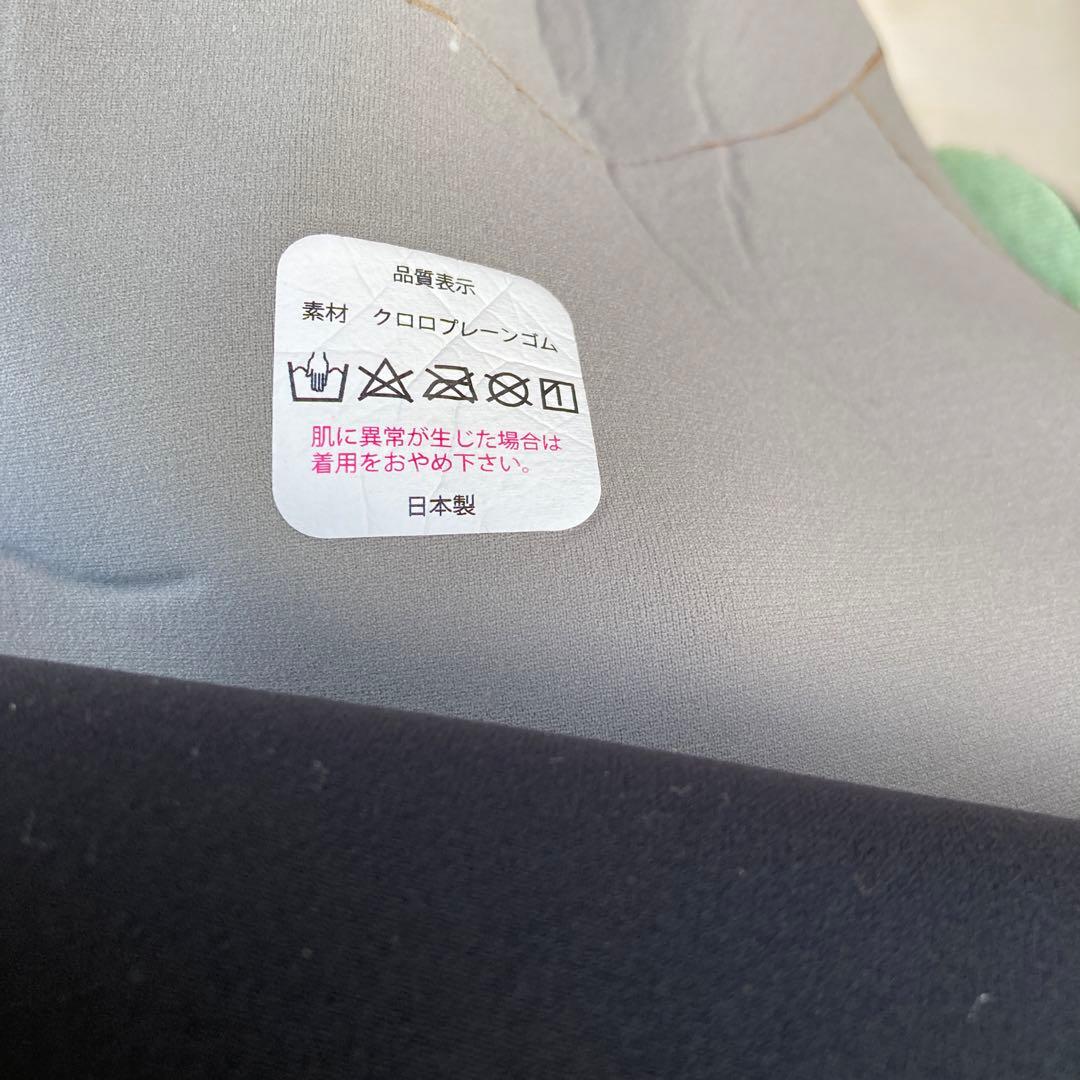 品質表示
素材 クロロプレーンゴム
肌に異常が生じた場合は
着用をおやめ下さい。
日本製